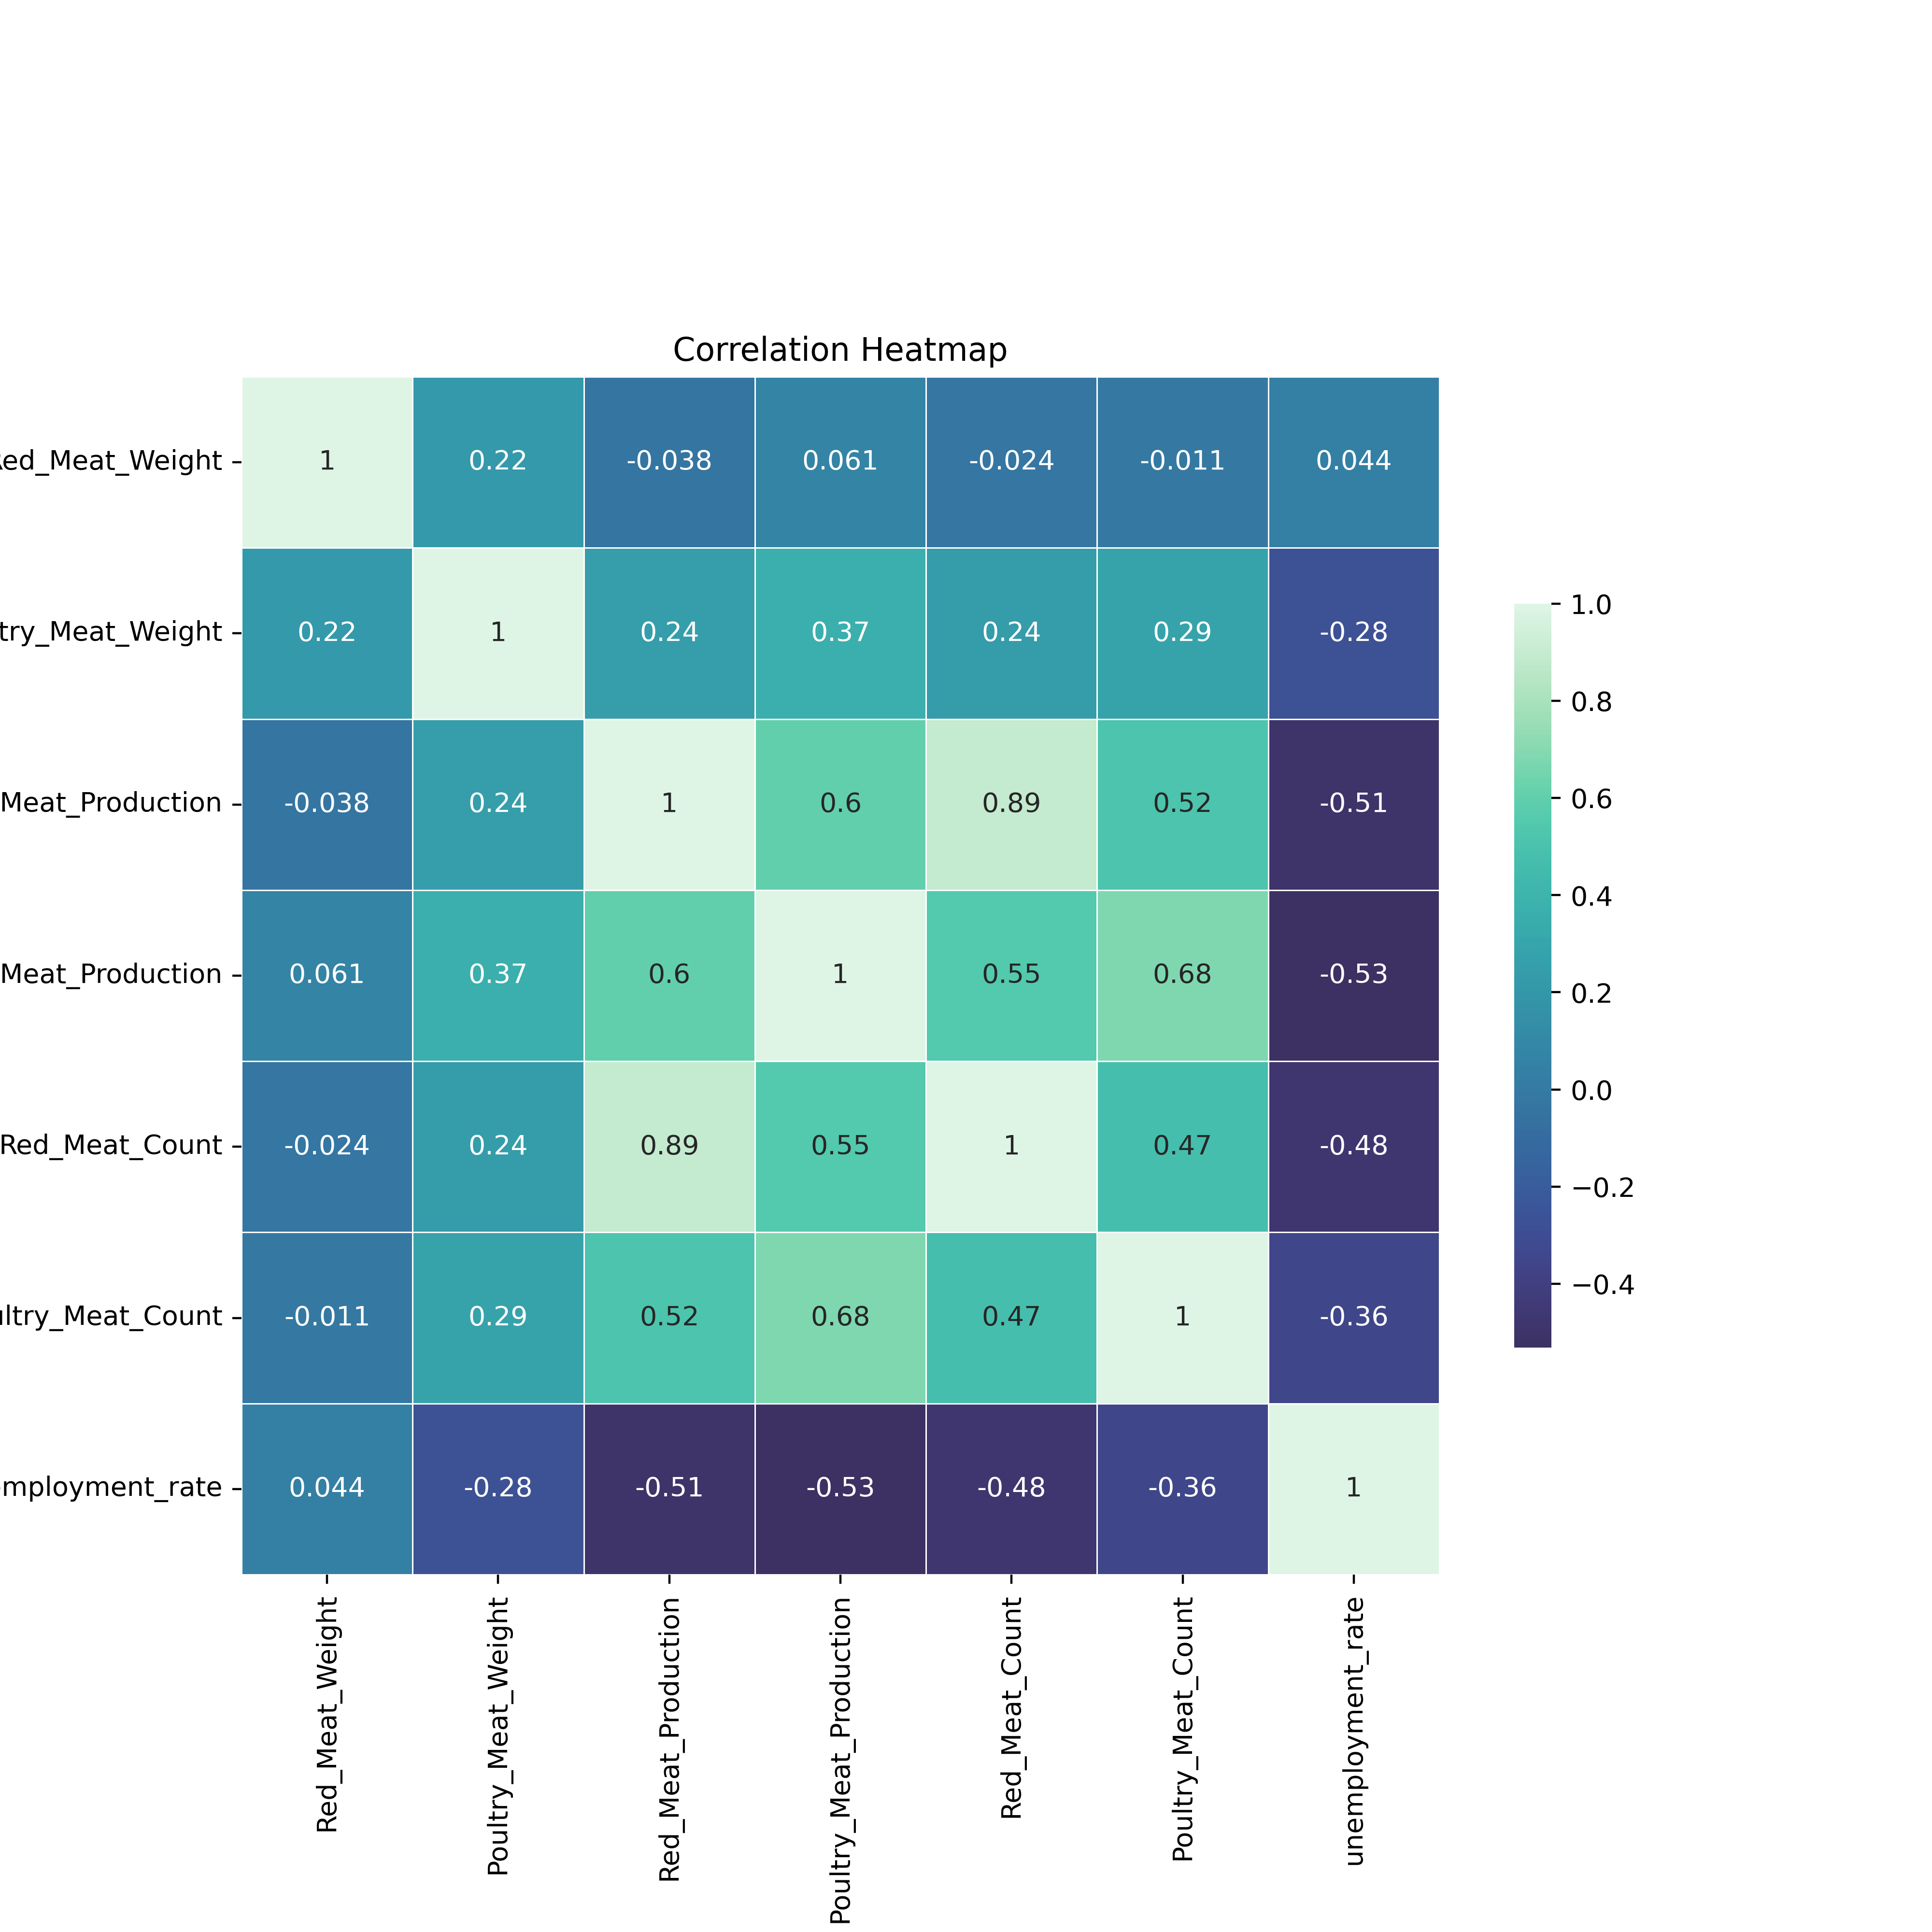 Correlation Heatmap
ed_Meat_Weight 1 0.22 -0.038 0.061 -0.024 -0.011 0.044
try_Meat_Weight 0.22 1 0.24 0.37 0.24 0.29 -0.28
Meat_Production -0.038 0.24 1 0.6 0.89 0.52 -0.51
Meat_Production 0.061 0.37 0.6 1 0.55 0.68 -0.53
Red_Meat_Count -0.024 0.24 0.89 0.55 1 0.47 -0.48
ltry_Meat_Count -0.011 0.29 0.52 0.68 0.47 1 -0.36
mployment_rate 0.044 -0.28 -0.51 -0.53 -0.48 -0.36 1
Red_Meat_Weight
Poultry_Meat_Weight
Red_Meat_Production
Poultry_Meat_Production
Red_Meat_Count
Poultry_Meat_Count
unemployment_rate
1.0
0.8
0.6
0.4
0.2
0.0
−0.2
−0.4